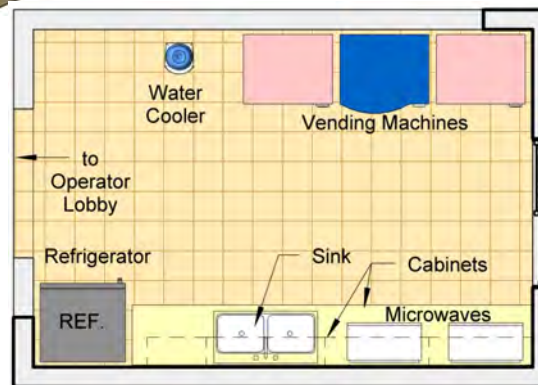 Water
Cooler
Vending Machines
to
Operator
Lobby
Refrigerator
Sink
Cabinets
Microwaves
REF.